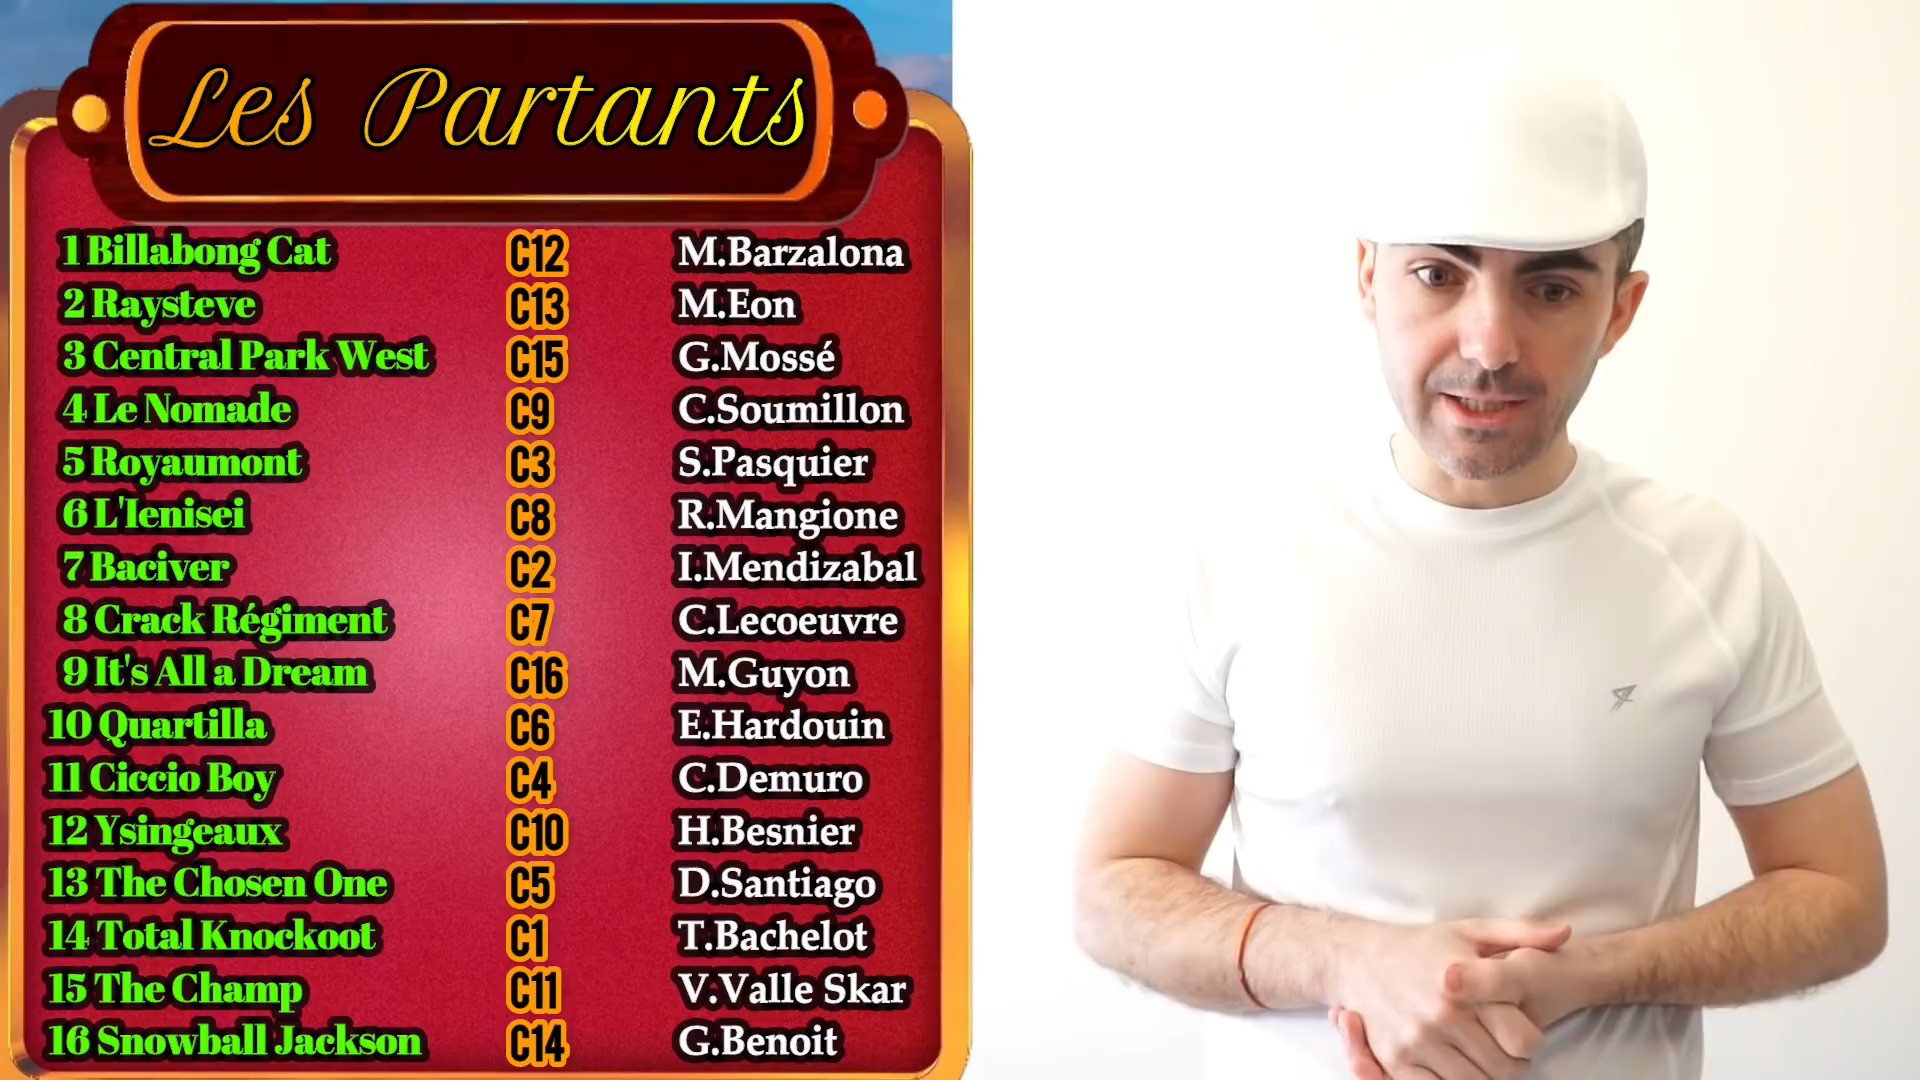 Les Partants
1 Billabong Cat C12 M.Barzalona
2 Raysteve C13 M.Eon
3 Central Park West C15 G.Mossé
4 Le Nomade C9 C.Soumillon
5 Royaumont C3 S.Pasquier
6 L'Ienisei C8 R.Mangione
7 Baciver C2 I.Mendizabal
8 Crack Régiment C7 C.Lecoeuvre
9 It's All a Dream C16 M.Guyon
10 Quartilla C6 E.Hardouin
11 Ciccio Boy C4 C.Demuro
12 Ysingeaux C10 H.Besnier
13 The Chosen One C5 D.Santiago
14 Total Knockoot C1 T.Bachelot
15 The Champ C11 V.Valle Skar
16 Snowball Jackson C14 G.Benoit